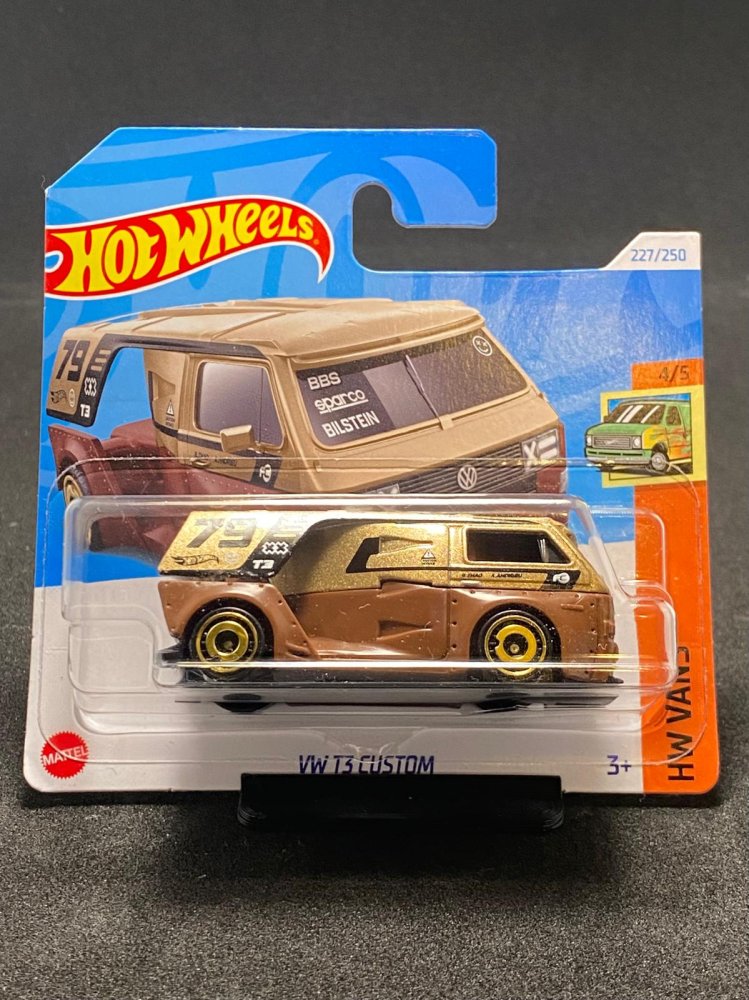 HOT WHEELS
227/250
4/5
79
T3
BBS
sparco
BILSTEIN
79
T3
MATTEL
VW T3 CUSTOM
3+
HW VANS